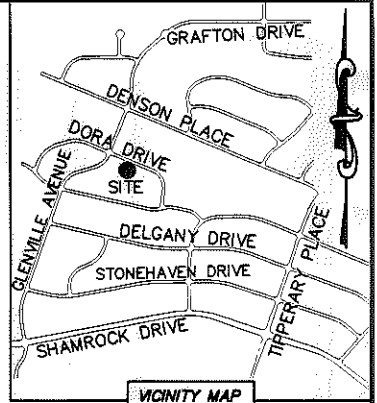 GRAFTON DRIVE
DENSON PLACE
DORA DRIVE
SITE
GLENVILLE AVENUE
DELGANY DRIVE
STONEHAVEN DRIVE
TIPPERARY PLACE
SHAMROCK DRIVE
VICINITY MAP